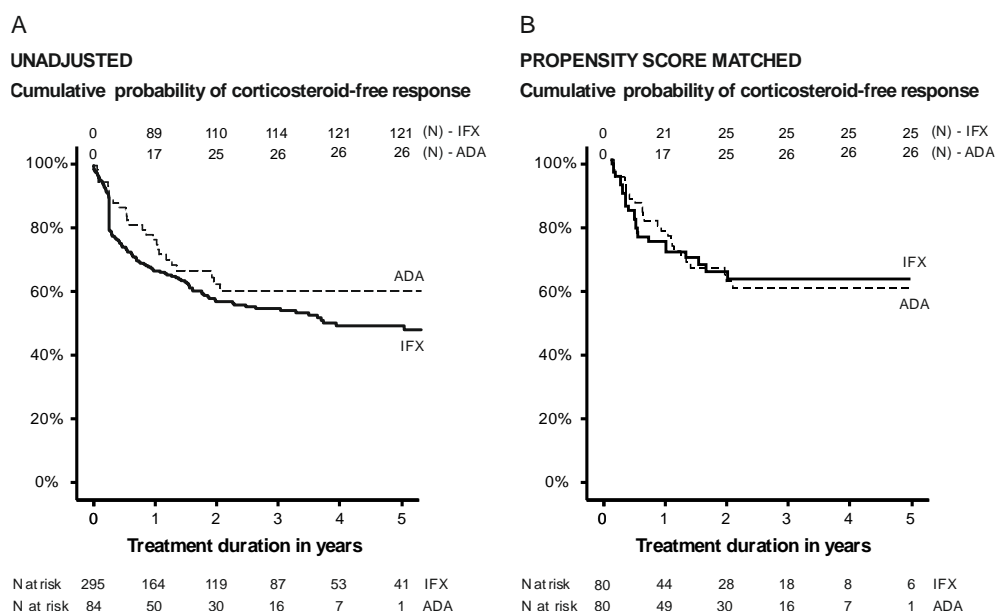 A
UNADJUSTED
Cumulative probability of corticosteroid-free response
0 89 110 114 121 121 (N) - IFX
0 17 25 26 26 26 (N) - ADA
100%
80%
60%
40%
20%
0%
ADA
IFX
0 1 2 3 4 5
Treatment duration in years
N at risk 295 164 119 87 53 41 IFX
N at risk 84 50 30 16 7 1 ADA
B
PROPENSITY SCORE MATCHED
Cumulative probability of corticosteroid-free response
0 21 25 25 25 25 (N) - IFX
0 17 25 26 26 26 (N) - ADA
100%
80%
60%
40%
20%
0%
IFX
ADA
0 1 2 3 4 5
Treatment duration in years
N at risk 80 44 28 18 8 6 IFX
N at risk 80 49 30 16 7 1 ADA